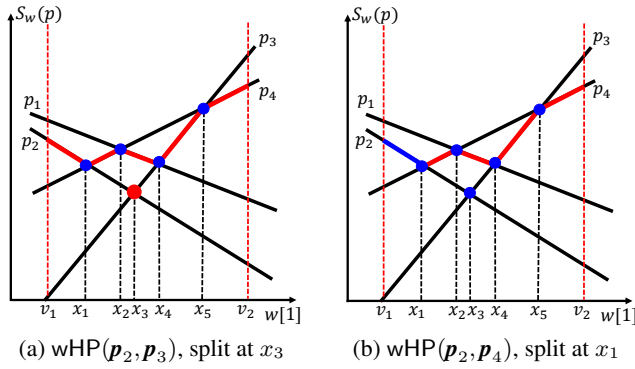 S_w(p)
p_3
p_4
p_1
p_2
v_1 x_1 x_2 x_3 x_4 x_5 v_2 w[1]
(a) wHP(p_2, p_3), split at x_3
S_w(p)
p_3
p_4
p_1
p_2
v_1 x_1 x_2 x_3 x_4 x_5 v_2 w[1]
(b) wHP(p_2, p_4), split at x_1